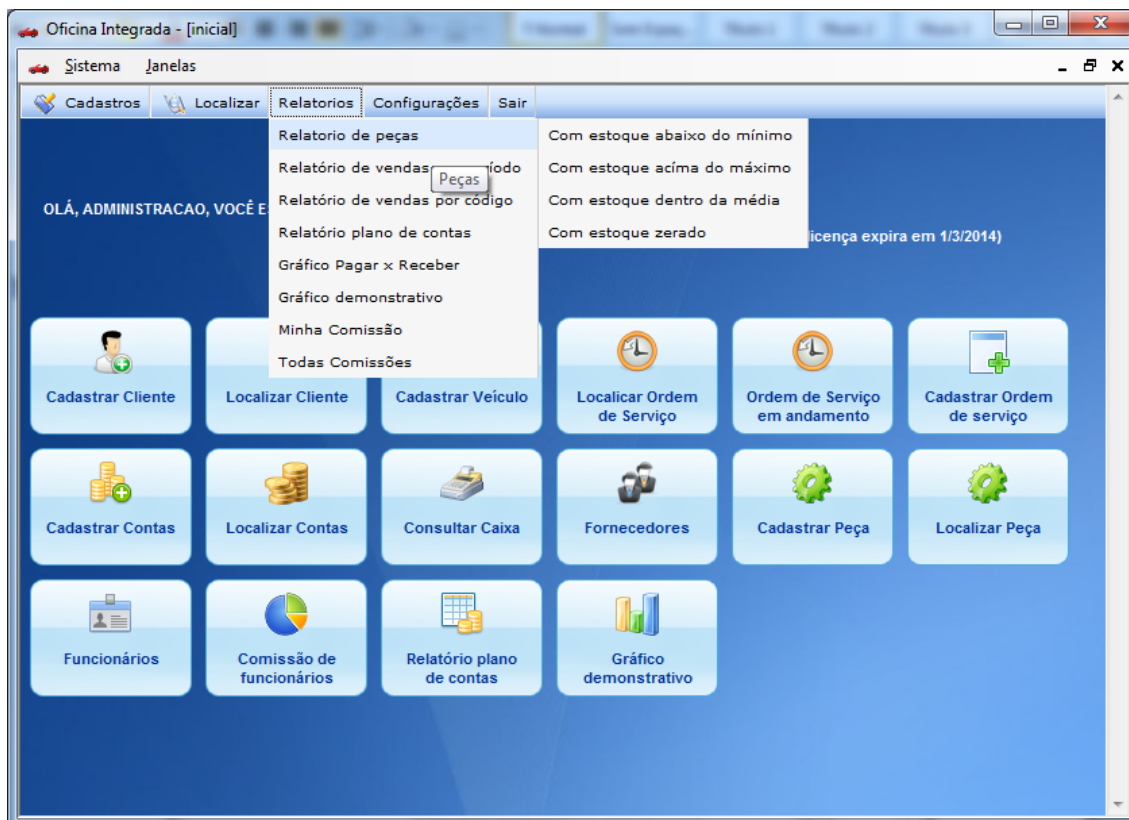 Oficina Integrada - [inicial]
Sistema Janelas
Cadastros Localizar Relatorios Configurações Sair
Relatorio de peças
Com estoque abaixo do mínimo
Relatório de vendas
Peças
Com estoque acíma do máximo
Relatório de vendas por código
Com estoque dentro da média
Relatório plano de contas
Com estoque zerado
Gráfico Pagar x Receber
Gráfico demonstrativo
Minha Comissão
Todas Comissões
OLÁ, ADMINISTRACAO, VOCÊ
expira em 1/3/2014)
Cadastrar Cliente
Localizar Cliente
Cadastrar Veículo
Localicar Ordem
de Serviço
Ordem de Serviço
em andamento
Cadastrar Ordem
de serviço
Cadastrar Contas
Localizar Contas
Consultar Caixa
Fornecedores
Cadastrar Peça
Localizar Peça
Funcionários
Comissão de
funcionários
Relatório plano
de contas
Gráfico
demonstrativo